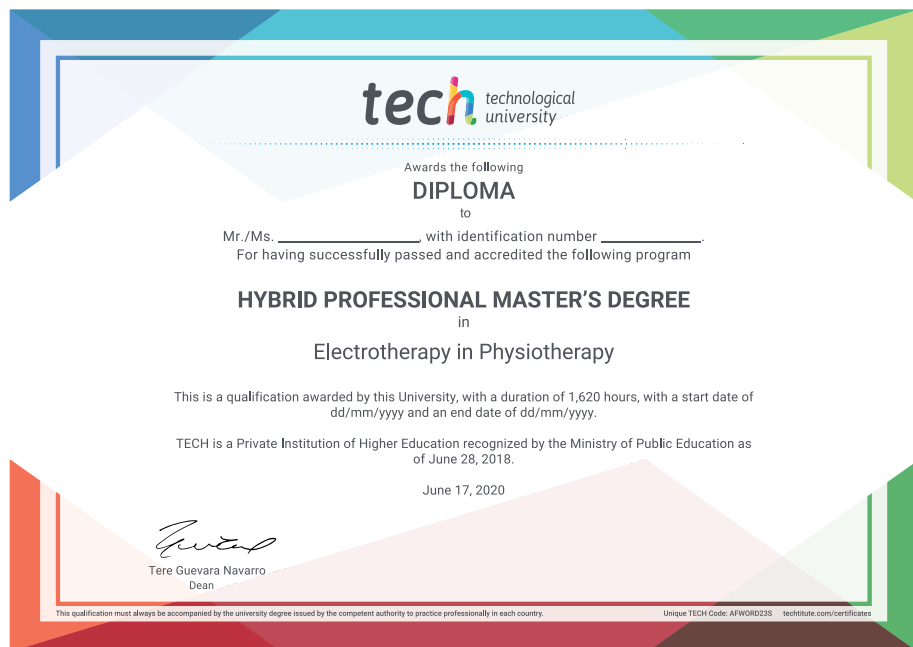 tech technological
university
Awards the following
DIPLOMA
to
Mr./Ms. ____________________, with identification number ______________.
For having successfully passed and accredited the following program
HYBRID PROFESSIONAL MASTER'S DEGREE
in
Electrotherapy in Physiotherapy
This is a qualification awarded by this University, with a duration of 1,620 hours, with a start date of
dd/mm/yyyy and an end date of dd/mm/yyyy.
TECH is a Private Institution of Higher Education recognized by the Ministry of Public Education as
of June 28, 2018.
June 17, 2020
Tere Guevara Navarro
Dean
This qualification must always be accompanied by the university degree issued by the competent authority to practice professionally in each country. Unique TECH Code: AFWORD23S techtitute.com/certificates